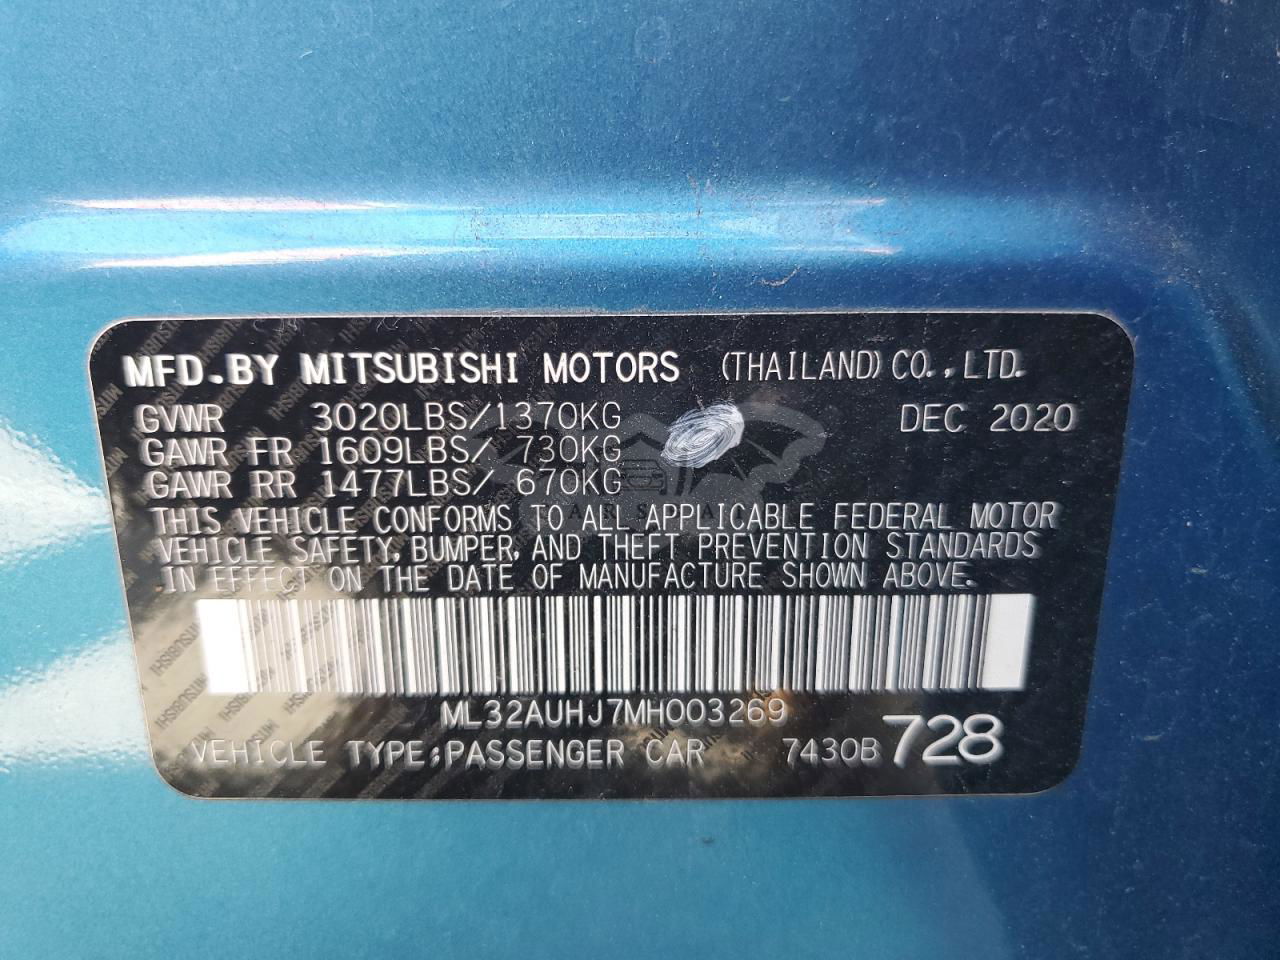 MFD.BY MITSUBISHI MOTORS (THAILAND) CO., LTD.
GVWR 3020LBS/1370KG DEC 2020
GAWR FR 1609LBS/ 730KG
GAWR RR 1477LBS/ 670KG
THIS VEHICLE CONFORMS TO ALL APPLICABLE FEDERAL MOTOR
VEHICLE SAFETY, BUMPER, AND THEFT PREVENTION STANDARDS
IN EFFECT ON THE DATE OF MANUFACTURE SHOWN ABOVE.
ML32AUHJ7MH003269
VEHICLE TYPE:PASSENGER CAR 7430B 728